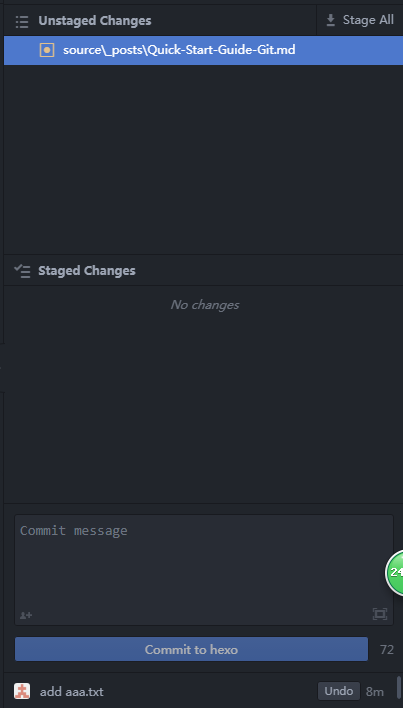 Unstaged Changes
Stage All
source\_posts\Quick-Start-Guide-Git.md
Staged Changes
No changes
Commit message
24
Commit to hexo
72
add aaa.txt
Undo
8m